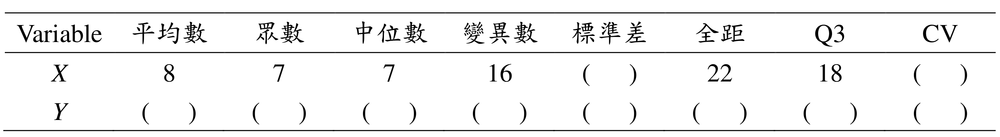 Variable 平均數 眾數 中位數 變異數 標準差 全距 Q3 CV
X 8 7 7 16 ( ) 22 18 ( )
Y ( ) ( ) ( ) ( ) ( ) ( ) ( ) ( )